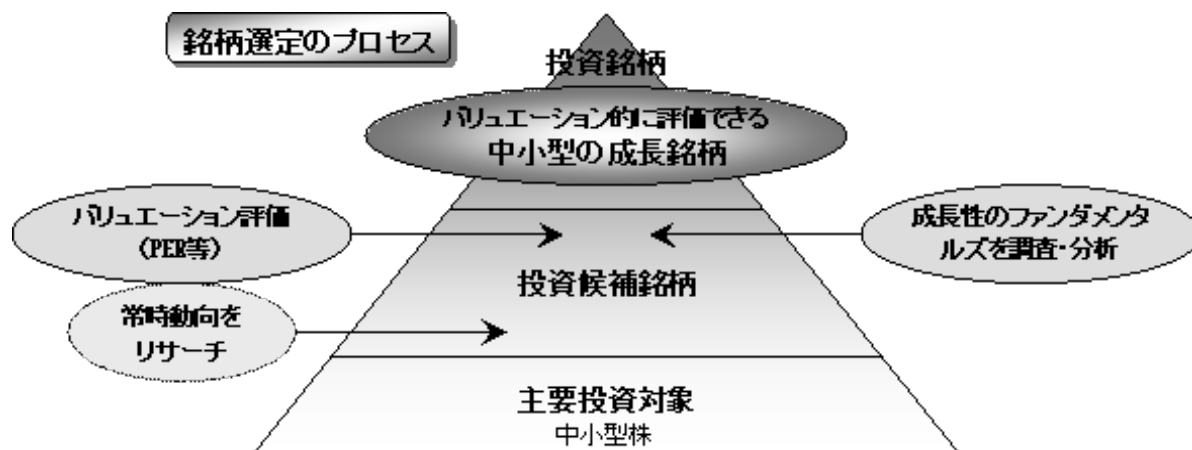 銘柄選定のプロセス
投資銘柄
バリュエーション的に評価できる
中小型の成長銘柄
バリュエーション評価
(PER等)
成長性のファンダメンタ
ルズを調査・分析
投資候補銘柄
常時動向を
リサーチ
主要投資対象
中小型株